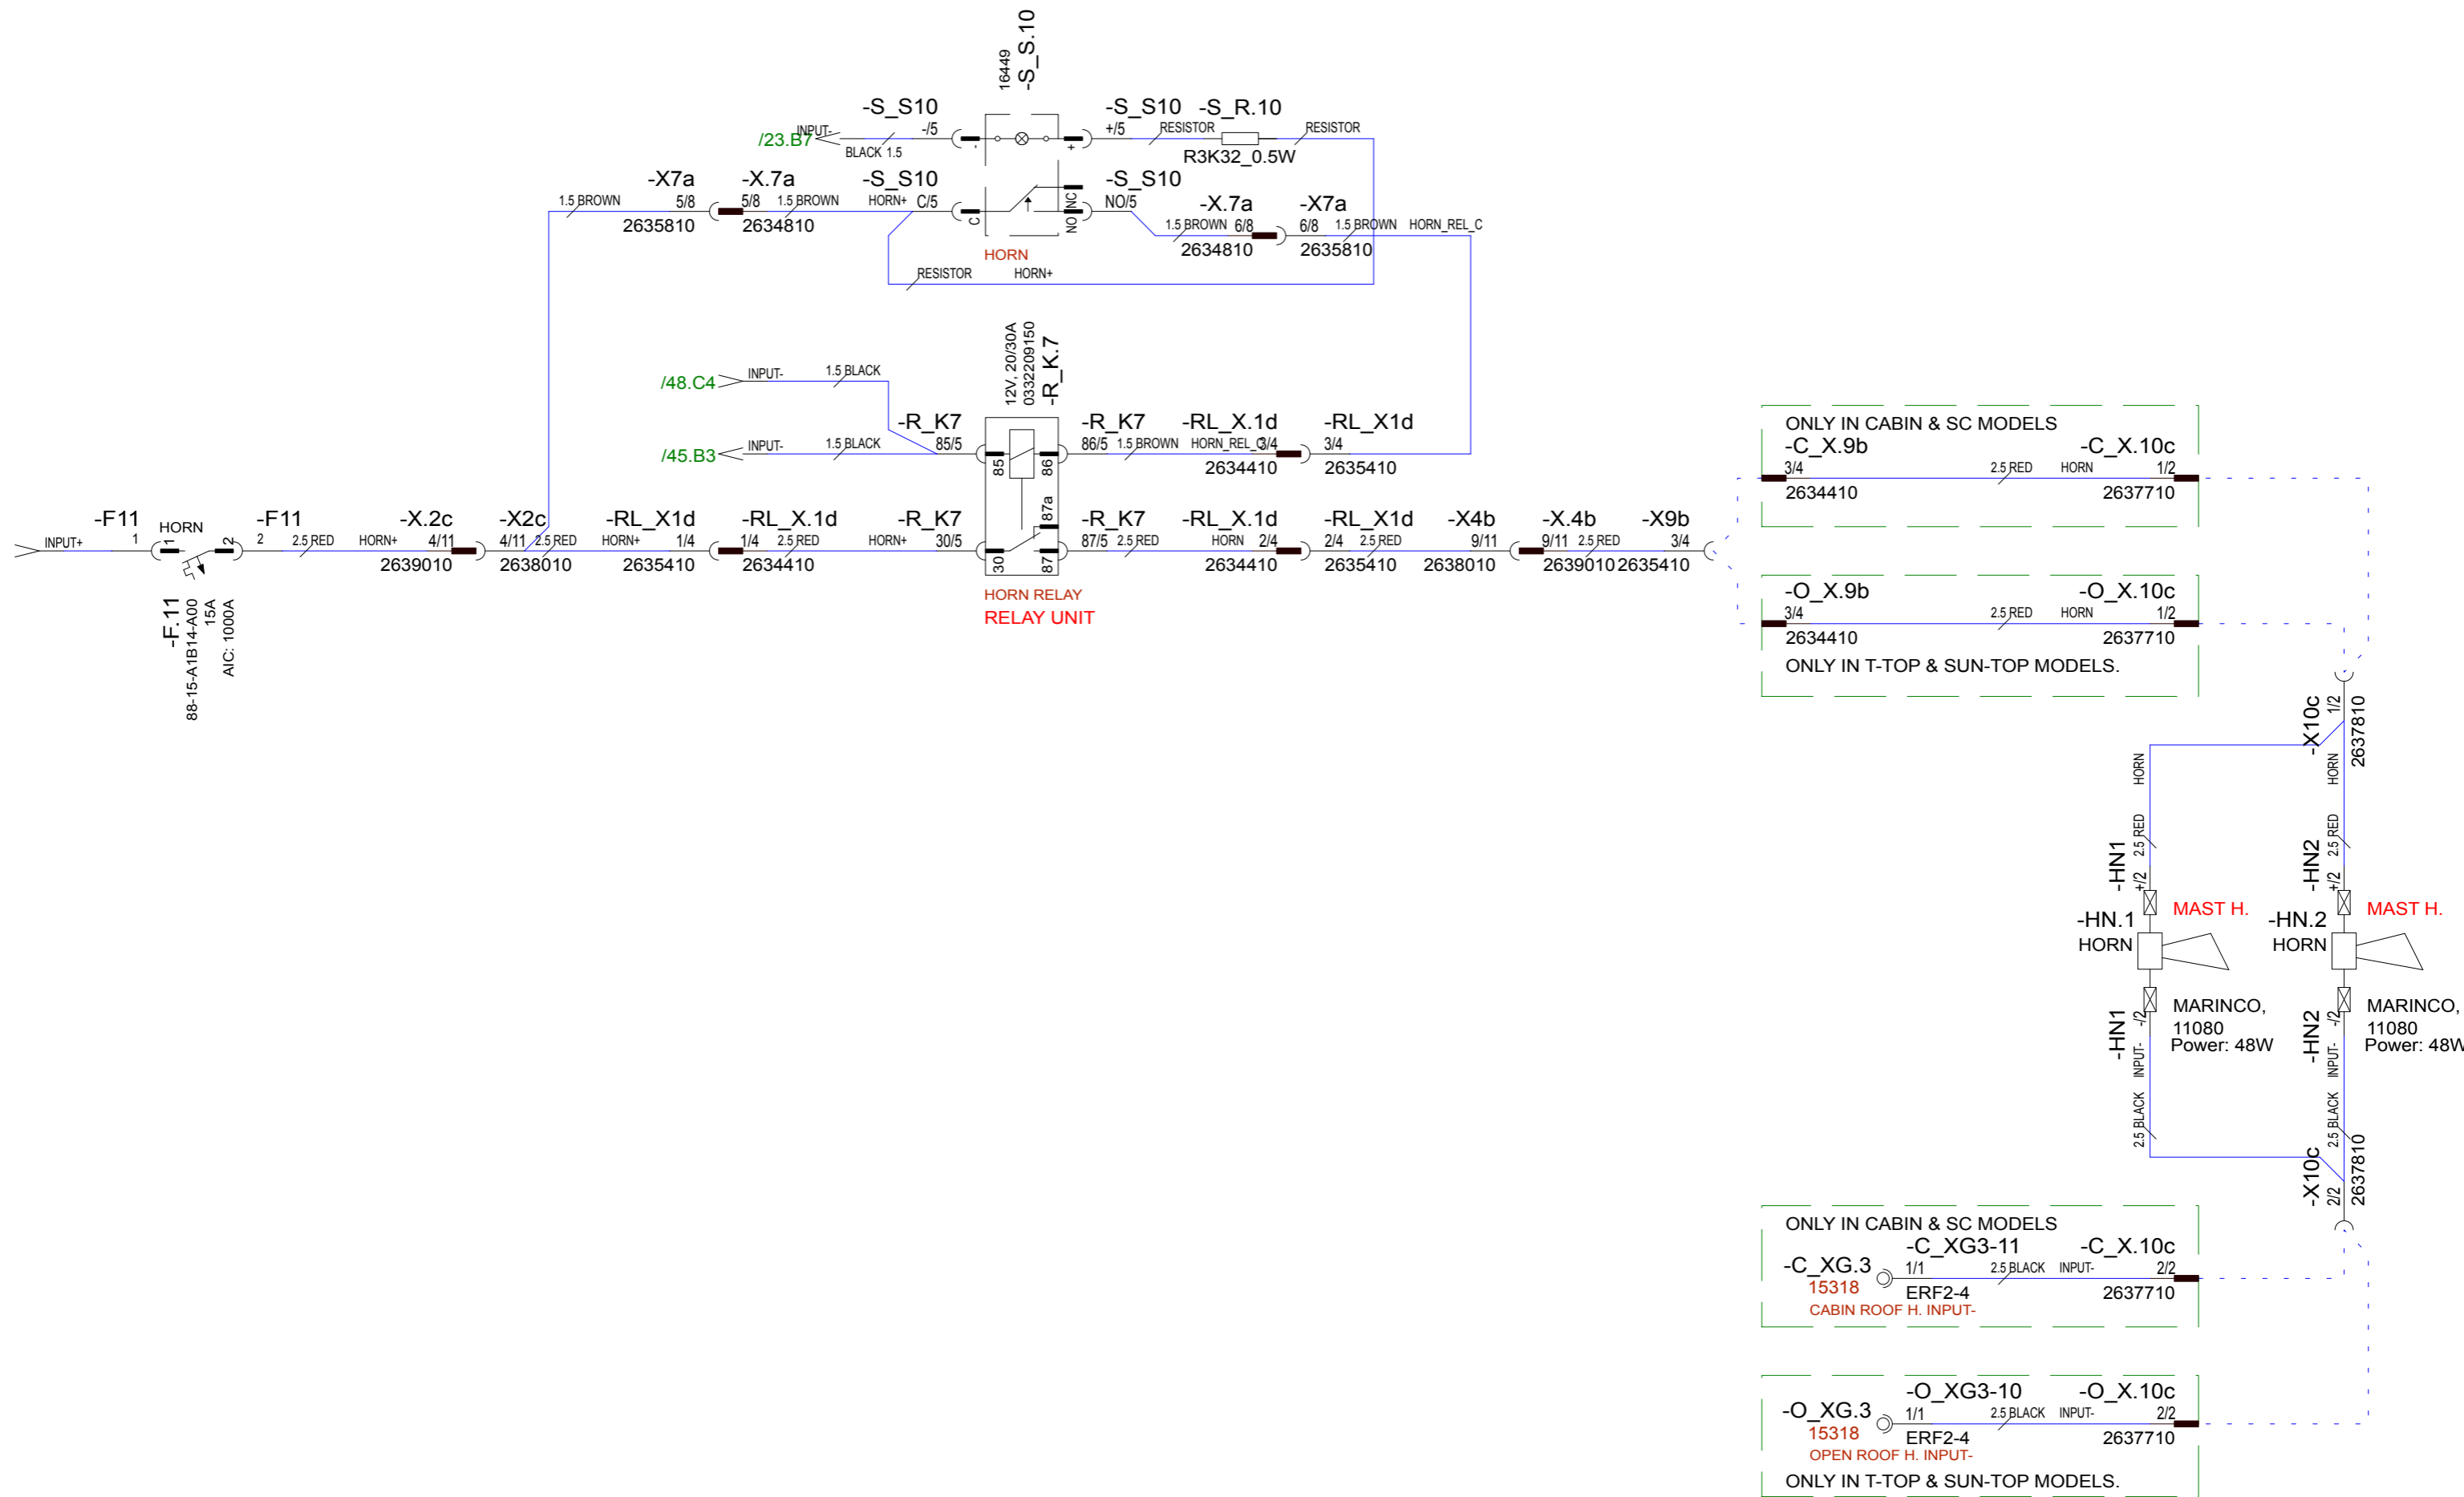 16449
-S_S.10
-S_S10
-/5
-S_S10
+/5
-S_R.10
/23.B7
INPUT-
BLACK 1.5
-
+
RESISTOR
RESISTOR
R3K32_0.5W
-X7a
5/8
-X.7a
5/8
-S_S10
C/5
-S_S10
NO/5
1.5 BROWN
1.5 BROWN
HORN+
2635810
2634810
C
NO
NC
HORN
-X.7a
6/8
-X7a
6/8
1.5 BROWN
1.5 BROWN
HORN_REL_C
2634810
2635810
RESISTOR
HORN+
12V, 20/30A
0332209150
-R_K.7
/48.C4
INPUT-
1.5 BLACK
/45.B3
INPUT-
1.5 BLACK
-R_K7
85/5
85
86
-R_K7
86/5
1.5 BROWN
HORN_REL_C
-RL_X.1d
3/4
2634410
-RL_X1d
3/4
2635410
-F11
1
INPUT+
HORN
1
2
-F11
2
2.5 RED
HORN+
-X.2c
4/11
2639010
-X2c
4/11
2638010
2.5 RED
HORN+
-RL_X1d
1/4
2635410
-RL_X.1d
1/4
2634410
2.5 RED
HORN+
-R_K7
30/5
30
87a
87
-R_K7
87/5
2.5 RED
HORN
-RL_X.1d
2/4
2634410
-RL_X1d
2/4
2635410
2.5 RED
-X4b
9/11
2638010
-X.4b
9/11
2639010
2.5 RED
-X9b
3/4
2635410
HORN RELAY
RELAY UNIT
-F.11
88-15-A1B14-A00
15A
AIC: 1000A
ONLY IN CABIN & SC MODELS
-C_X.9b
3/4
2634410
2.5 RED
HORN
-C_X.10c
1/2
2637710
-O_X.9b
3/4
2634410
2.5 RED
HORN
-O_X.10c
1/2
2637710
ONLY IN T-TOP & SUN-TOP MODELS.
-X10c
1/2
2637810
HORN
HORN
2.5 RED
2.5 RED
-HN1
+/2
-HN2
+/2
MAST H.
MAST H.
-HN.1
HORN
-HN.2
HORN
-HN1
-/2
-HN2
-/2
MARINCO,
11080
Power: 48W
MARINCO,
11080
Power: 48W
INPUT-
INPUT-
2.5 BLACK
2.5 BLACK
-X10c
2/2
2637810
ONLY IN CABIN & SC MODELS
-C_XG.3
15318
CABIN ROOF H. INPUT-
-C_XG3-11
1/1
ERF2-4
2.5 BLACK
INPUT-
-C_X.10c
2/2
2637710
-O_XG.3
15318
OPEN ROOF H. INPUT-
-O_XG3-10
1/1
ERF2-4
2.5 BLACK
INPUT-
-O_X.10c
2/2
2637710
ONLY IN T-TOP & SUN-TOP MODELS.